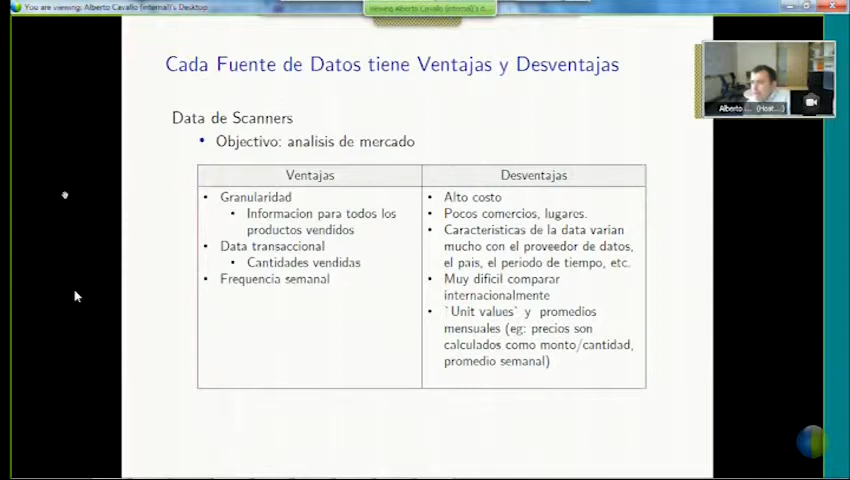 You are viewing: Alberto Cavallo (internal)'s Desktop
Viewing Alberto Cavallo (internal)'s d...
Cada Fuente de Datos tiene Ventajas y Desventajas
Alberto ... (Host...)
Data de Scanners
• Objectivo: analisis de mercado
Ventajas
• Granularidad
• Informacion para todos los
productos vendidos
• Data transaccional
• Cantidades vendidas
• Frequencia semanal
Desventajas
• Alto costo
• Pocos comercios, lugares.
• Caracteristicas de la data varian
mucho con el proveedor de datos,
el pais, el periodo de tiempo, etc.
• Muy dificil comparar
internacionalmente
• `Unit values` y promedios
mensuales (eg: precios son
calculados como monto/cantidad,
promedio semanal)